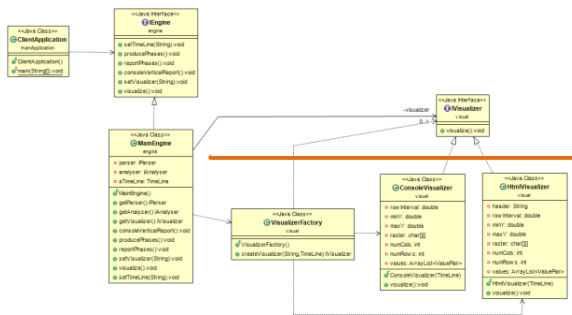 <<Java Class>>
ClientApplication
mainApplication
ClientApplication()
main(String[]):void
<<Java Interface>>
IEngine
engine
setTimeLine(String):void
producePhases():void
reportPhases():void
consoleVerticalReport():void
setVisualizer(String):void
visualize():void
<<Java Class>>
MainEngine
engine
parser: IParser
analyser: IAnalyser
aTimeLine: TimeLine
MainEngine()
getParser():IParser
getAnalyzer():IAnalyser
getVisualizer():IVisualizer
consoleVerticalReport():void
producePhases():void
reportPhases():void
setVisualizer(String):void
visualize():void
setTimeLine(String):void
-visualizer
0..1
<<Java Interface>>
IVisualizer
visual
visualize():void
<<Java Class>>
VisualizerFactory
visual
VisualizerFactory()
createVisualizer(String,TimeLine):IVisualizer
<<Java Class>>
ConsoleVisualizer
visual
rowInterval: double
minY: double
maxY: double
raster: char[][]
numCols: int
numRows: int
values: ArrayList<ValuePair>
ConsoleVisualizer(TimeLine)
visualize():void
<<Java Class>>
HtmlVisualizer
visual
header: String
rowInterval: double
minY: double
maxY: double
raster: char[][]
numCols: int
numRows: int
values: ArrayList<ValuePair>
HtmlVisualizer(TimeLine)
visualize():void